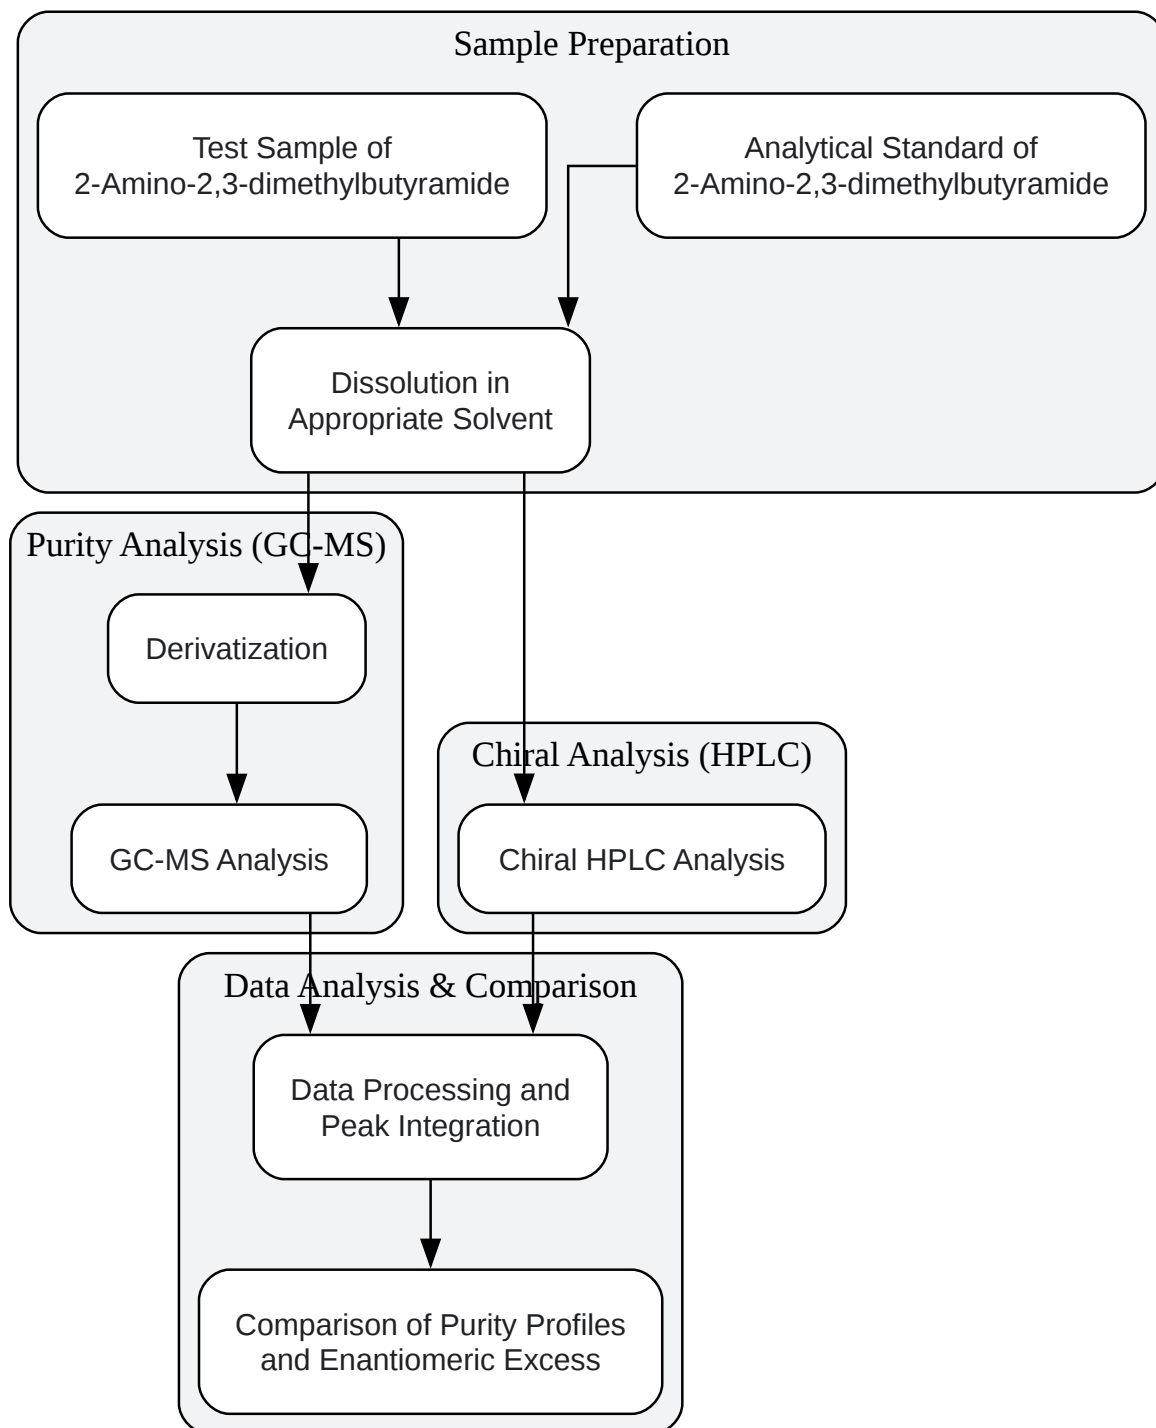 Sample Preparation
Test Sample of
2-Amino-2,3-dimethylbutyramide
Analytical Standard of
2-Amino-2,3-dimethylbutyramide
Dissolution in
Appropriate Solvent
Purity Analysis (GC-MS)
Derivatization
GC-MS Analysis
Chiral Analysis (HPLC)
Chiral HPLC Analysis
Data Analysis & Comparison
Data Processing and
Peak Integration
Comparison of Purity Profiles
and Enantiomeric Excess